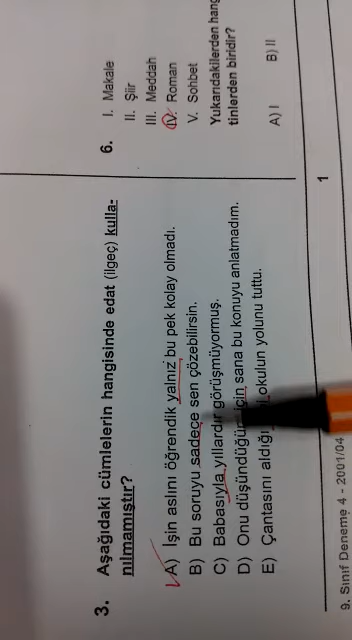 3. Aşağıdaki cümlelerin hangisinde edat (ilgeç) kulla-
nılmamıştır?
A) İşin aslını öğrendik yalnız bu pek kolay olmadı.
B) Bu soruyu sadece sen çözebilirsin.
C) Babasıyla yıllardır görüşmüyormuş.
D) Onu düşündüğün için sana bu konuyu anlatmadım.
E) Çantasını aldığı okulun yolunu tuttu.
9. Sınıf Deneme 4 - 2001/04
1
6. I. Makale
II. Şiir
III. Meddah
IV. Roman
V. Sohbet
Yukarıdakilerden hang
tinlerden biridir?
A) I B) II